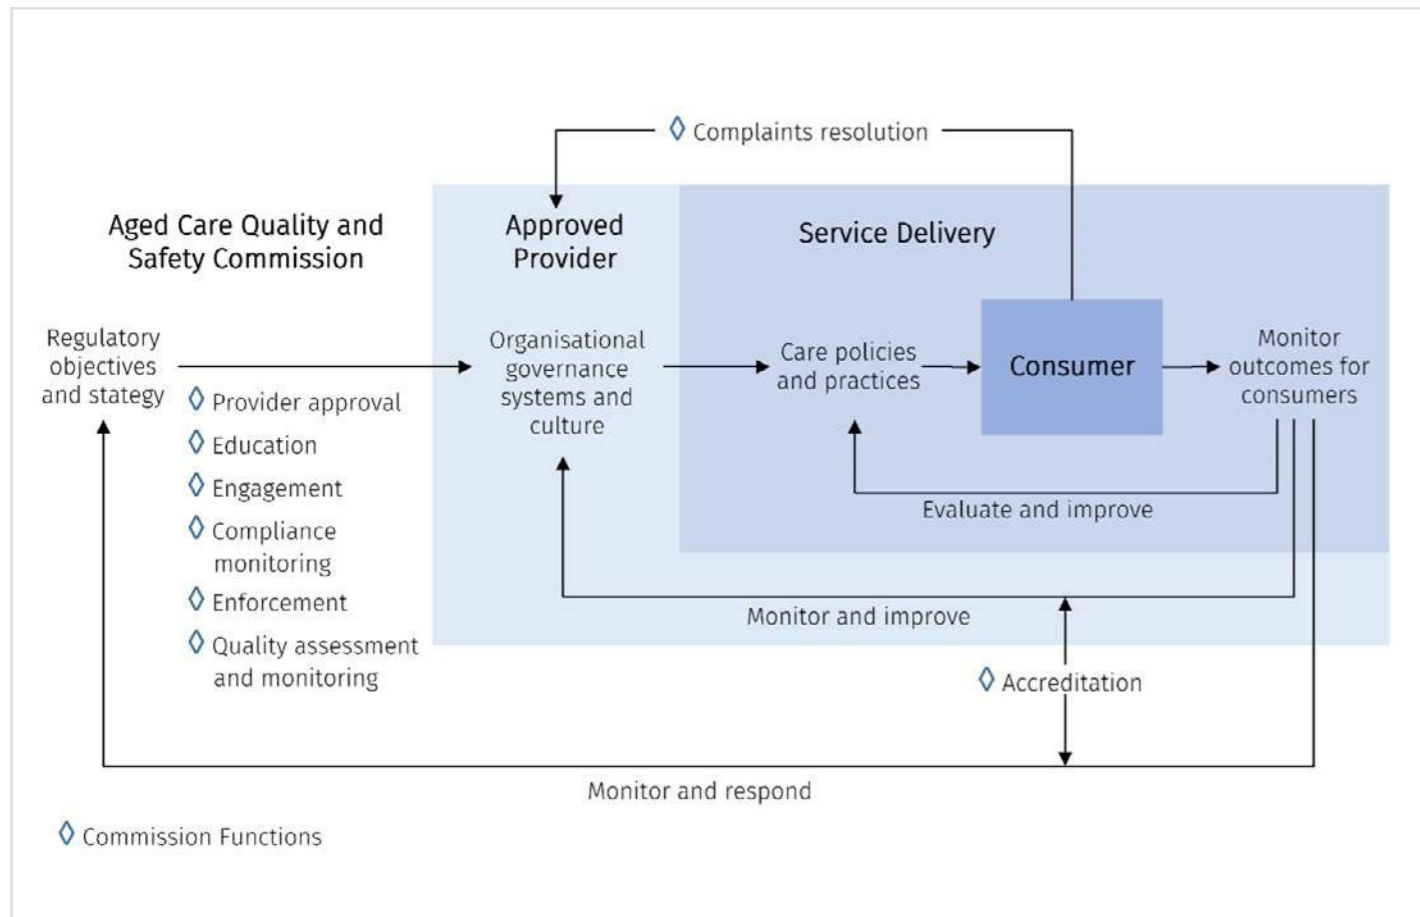 Complaints resolution
Aged Care Quality and
Safety Commission
Approved
Provider
Service Delivery
Regulatory
objectives
and stategy
Provider approval
Education
Engagement
Compliance
monitoring
Enforcement
Quality assessment
and monitoring
Organisational
governance
systems and
culture
Care policies
and practices
Consumer
Monitor
outcomes for
consumers
Evaluate and improve
Monitor and improve
Accreditation
Monitor and respond
Commission Functions